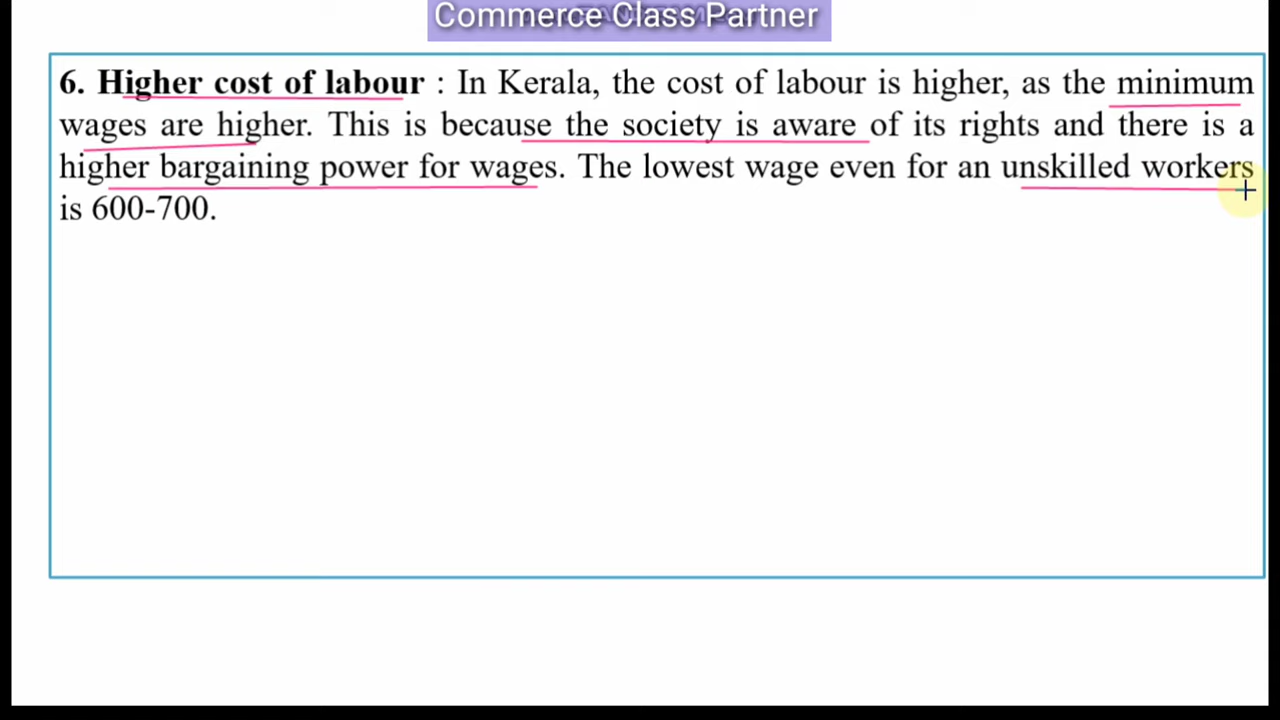 Commerce Class Partner
6. Higher cost of labour : In Kerala, the cost of labour is higher, as the minimum
wages are higher. This is because the society is aware of its rights and there is a
higher bargaining power for wages. The lowest wage even for an unskilled workers
is 600-700.